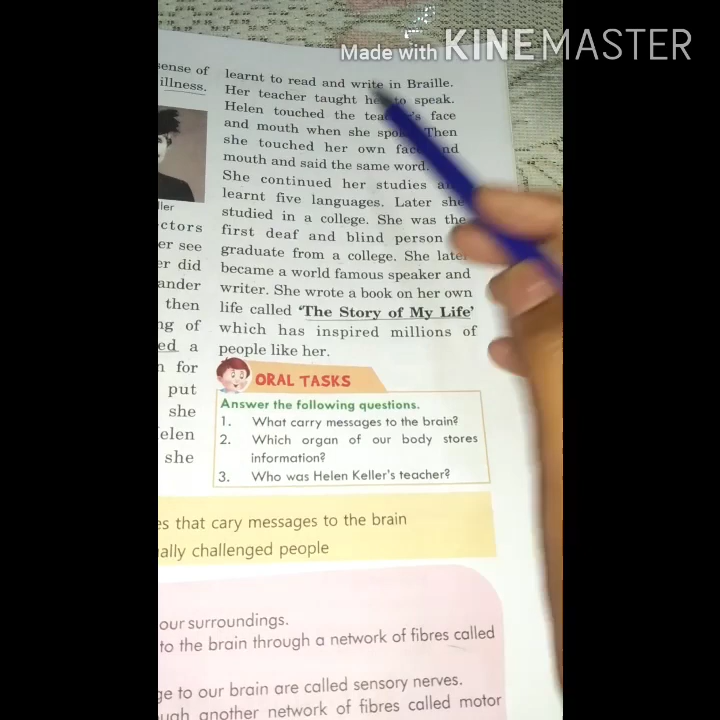 Made with KINEMASTER
sense of
illness.
ctors
er see
er did
ander
then
ng of
ed a
for
put
she
elen
she
learnt to read and write in Braille.
Her teacher taught her to speak.
Helen touched the teacher's face
and mouth when she spoke. Then
she touched her own face and
mouth and said the same word.
She continued her studies
learnt five languages. Later she
studied in a college. She was the
first deaf and blind person
graduate from a college. She later
became a world famous speaker and
writer. She wrote a book on her own
life called 'The Story of My Life'
which has inspired millions of
people like her.
ORAL TASKS
Answer the following questions.
1. What carry messages to the brain?
2. Which organ of our body stores
information?
3. Who was Helen Keller's teacher?
es that cary messages to the brain
ally challenged people
our surroundings.
to the brain through a network of fibres called
ge to our brain are called sensory nerves.
ugh another network of fibres called motor